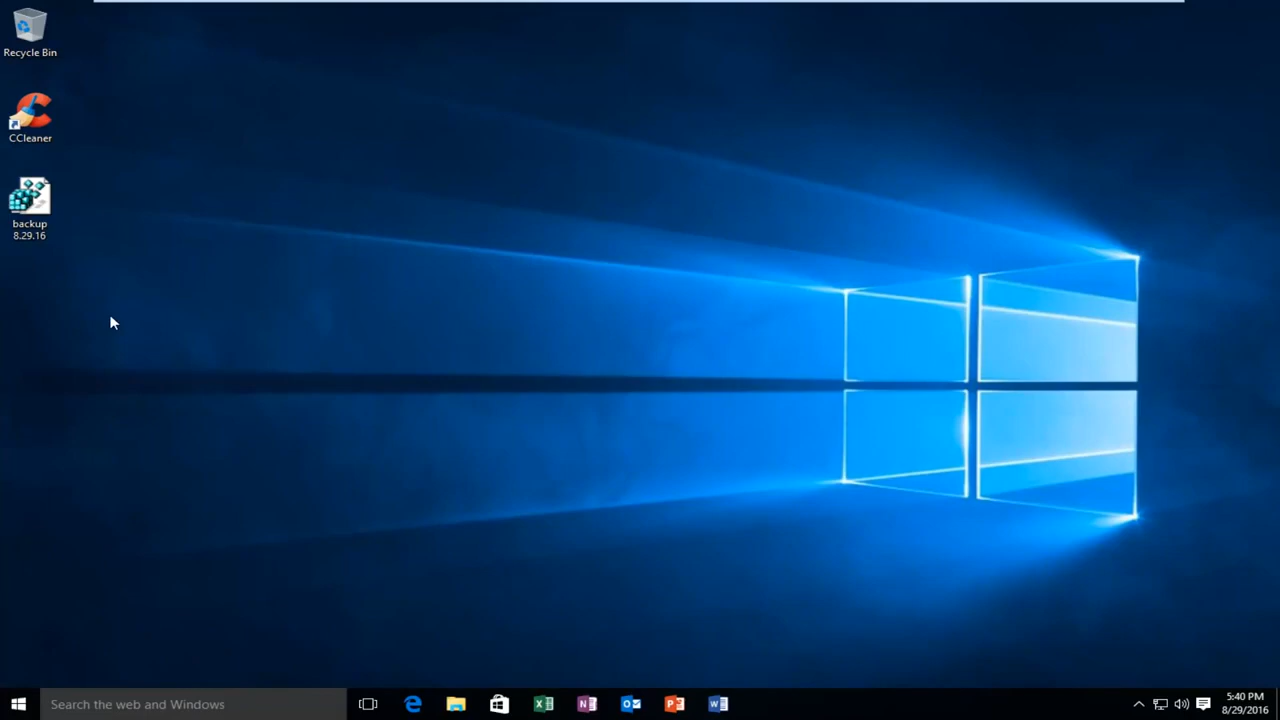 Recycle Bin
CCleaner
backup
8.29.16
Search the web and Windows
5:40 PM
8/29/2016